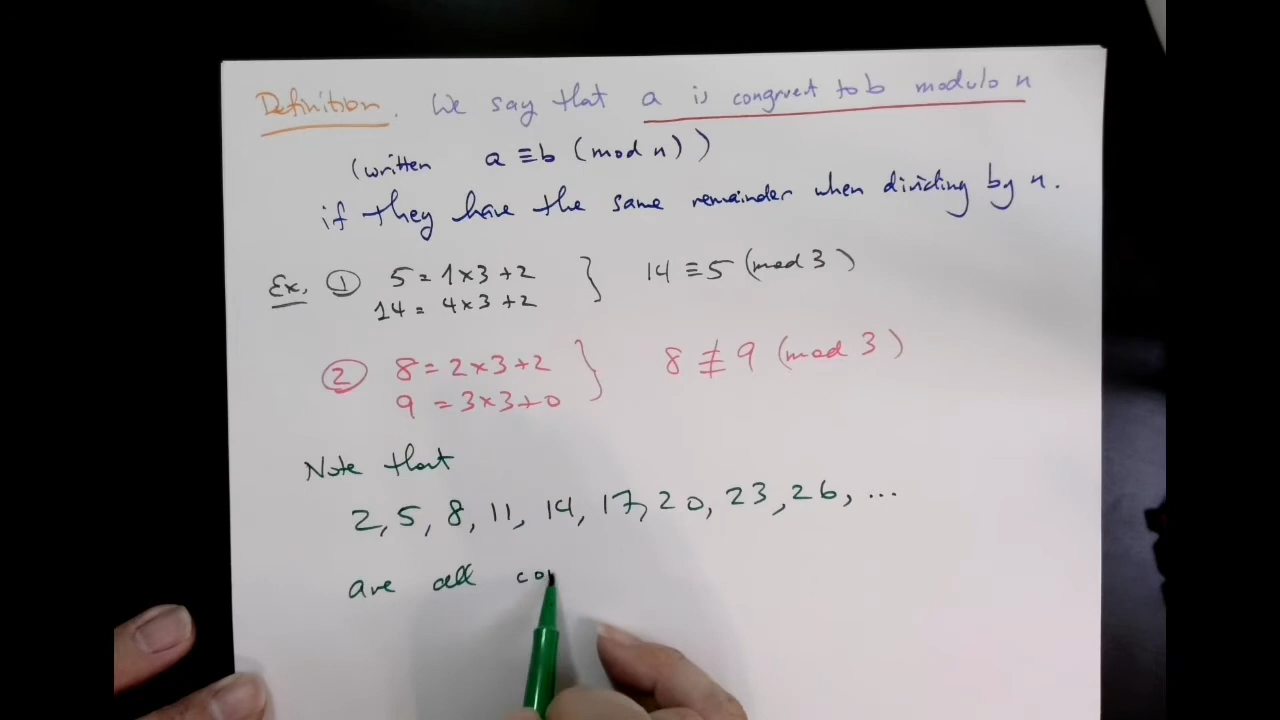 Definition. We say that a is congruent to b modulo n
(written a ≡ b (mod n))
if they have the same remainder when dividing by n.
Ex. ① 5 = 1×3+2 } 14 ≡ 5 (mod 3)
14 = 4×3+2
② 8 = 2×3+2 } 8 ≢ 9 (mod 3)
9 = 3×3+0
Note that
2, 5, 8, 11, 14, 17, 20, 23, 26, ...
are all co